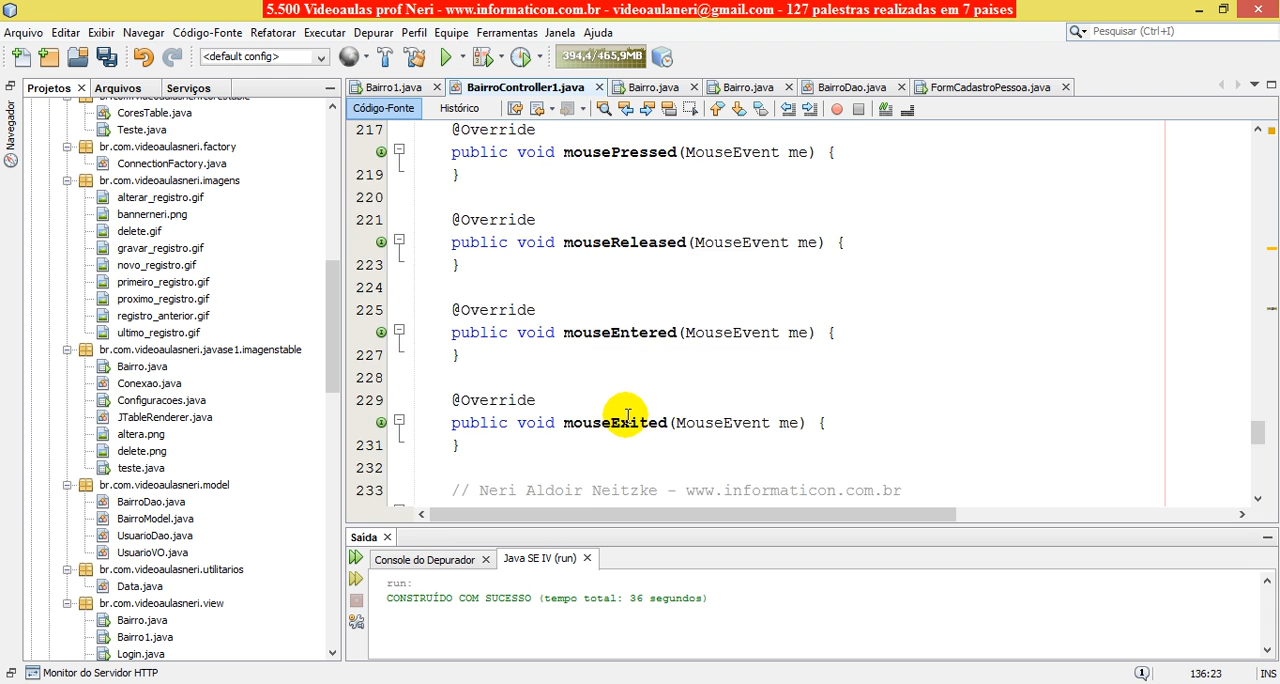 5.500 Videoaulas prof Neri - www.informaticon.com.br - videoaulaneri@gmail.com - 127 palestras realizadas em 7 paises
Arquivo Editar Exibir Navegar Código-Fonte Refatorar Executar Depurar Perfil Equipe Ferramentas Janela Ajuda
Pesquisar (Ctrl+I)
<default config>
394,4/465,9MB
Navegador
Projetos Arquivos Serviços
CoresTable.java
Teste.java
br.com.videoaulasneri.factory
ConnectionFactory.java
br.com.videoaulasneri.imagens
alterar_registro.gif
bannerneri.png
delete.gif
gravar_registro.gif
novo_registro.gif
primeiro_registro.gif
proximo_registro.gif
registro_anterior.gif
ultimo_registro.gif
br.com.videoaulasneri.javase1.imagenstable
Bairro.java
Conexao.java
Configuracoes.java
JTableRenderer.java
altera.png
delete.png
teste.java
br.com.videoaulasneri.model
BairroDao.java
BairroModel.java
UsuarioDao.java
UsuarioVO.java
br.com.videoaulasneri.utilitarios
Data.java
br.com.videoaulasneri.view
Bairro.java
Bairro1.java
Login.java
Bairro1.java BairroController1.java Bairro.java Bairro.java BairroDao.java FormCadastroPessoa.java
Código-Fonte Histórico
217 @Override
public void mousePressed(MouseEvent me) {
219 }
220
221 @Override
public void mouseReleased(MouseEvent me) {
223 }
224
225 @Override
public void mouseEntered(MouseEvent me) {
227 }
228
229 @Override
public void mouseExited(MouseEvent me) {
231 }
232
233 // Neri Aldoir Neitzke - www.informaticon.com.br
Saída
Console do Depurador Java SE IV (run)
run:
CONSTRUÍDO COM SUCESSO (tempo total: 36 segundos)
Monitor do Servidor HTTP
1
136:23 INS